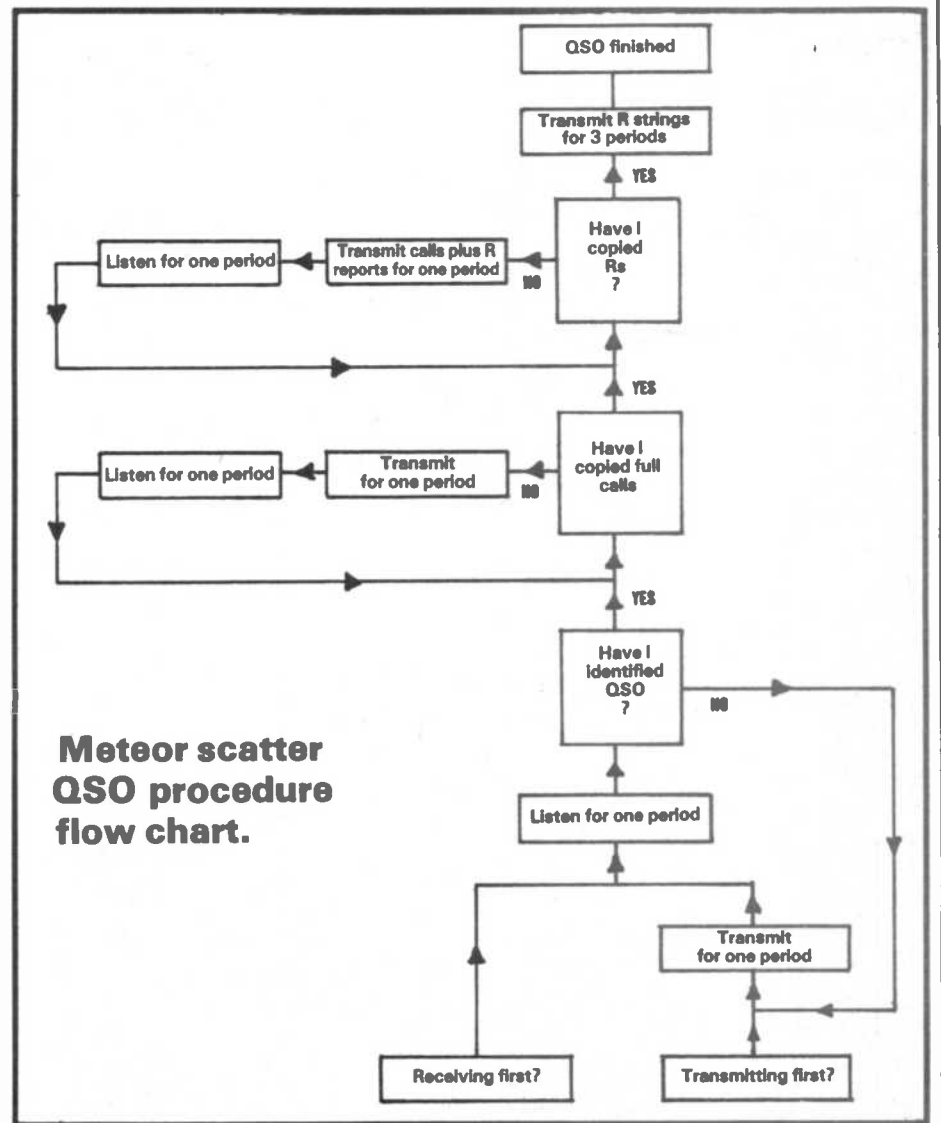 QSO finished
Transmit R strings
for 3 periods
YES
Have I
copied
Rs
?
NO
Transmit calls plus R
reports for one period
Listen for one period
YES
Have I
copied full
calls
NO
Transmit
for one period
Listen for one period
YES
Have I
identified
QSO
?
NO
Meteor scatter
QSO procedure
flow chart.
Listen for one period
Transmit
for one period
Receiving first?
Transmitting first?